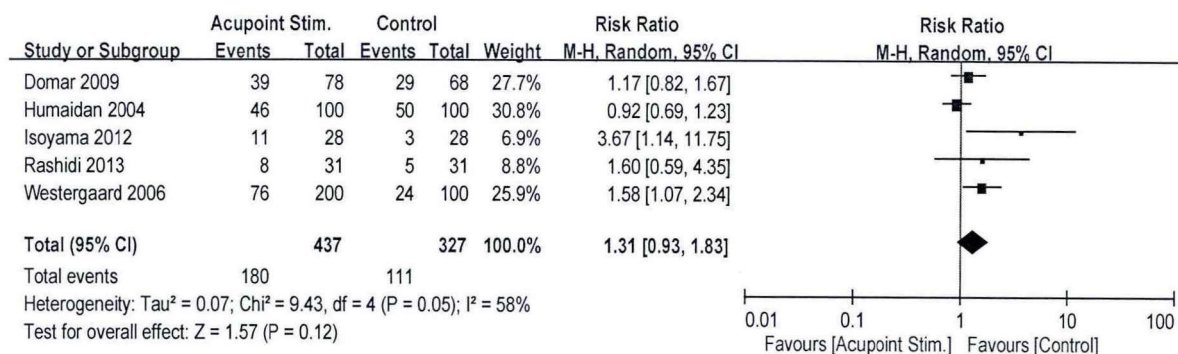 Acupoint Stim. Control Risk Ratio Risk Ratio
Study or Subgroup Events Total Events Total Weight M-H, Random, 95% CI M-H, Random, 95% CI
Domar 2009 39 78 29 68 27.7% 1.17 [0.82, 1.67]
Humaidan 2004 46 100 50 100 30.8% 0.92 [0.69, 1.23]
Isoyama 2012 11 28 3 28 6.9% 3.67 [1.14, 11.75]
Rashidi 2013 8 31 5 31 8.8% 1.60 [0.59, 4.35]
Westergaard 2006 76 200 24 100 25.9% 1.58 [1.07, 2.34]
Total (95% CI) 437 327 100.0% 1.31 [0.93, 1.83]
Total events 180 111
Heterogeneity: Tau² = 0.07; Chi² = 9.43, df = 4 (P = 0.05); I² = 58%
Test for overall effect: Z = 1.57 (P = 0.12)
0.01 0.1 1 10 100
Favours [Acupoint Stim.] Favours [Control]